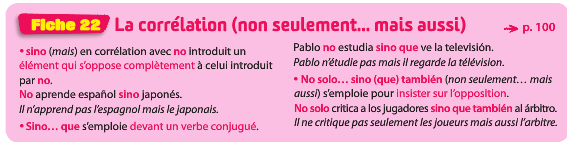 Fiche 22 La corrélation (non seulement... mais aussi) → p. 100
• sino (mais) en corrélation avec no introduit un
élément qui s'oppose complètement à celui introduit
par no.
No aprende español sino japonés.
Il n'apprend pas l'espagnol mais le japonais.
• Sino... que s'emploie devant un verbe conjugué.
Pablo no estudia sino que ve la televisión.
Pablo n'étudie pas mais il regarde la télévision.
• No solo... sino (que) también (non seulement... mais
aussi) s'emploie pour insister sur l'opposition.
No solo critica a los jugadores sino que también al árbitro.
Il ne critique pas seulement les joueurs mais aussi l'arbitre.